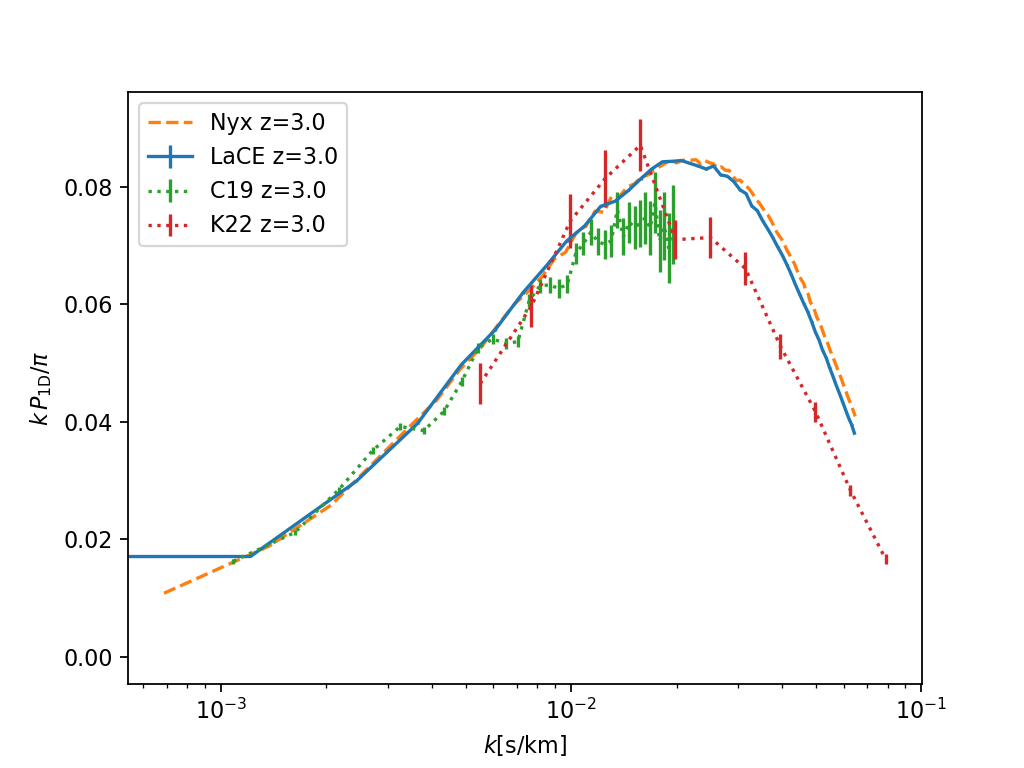 Nyx z=3.0
LaCE z=3.0
C19 z=3.0
K22 z=3.0
0.08
0.06
0.04
0.02
0.00
k P₁D/π
10⁻³
10⁻²
10⁻¹
k[s/km]